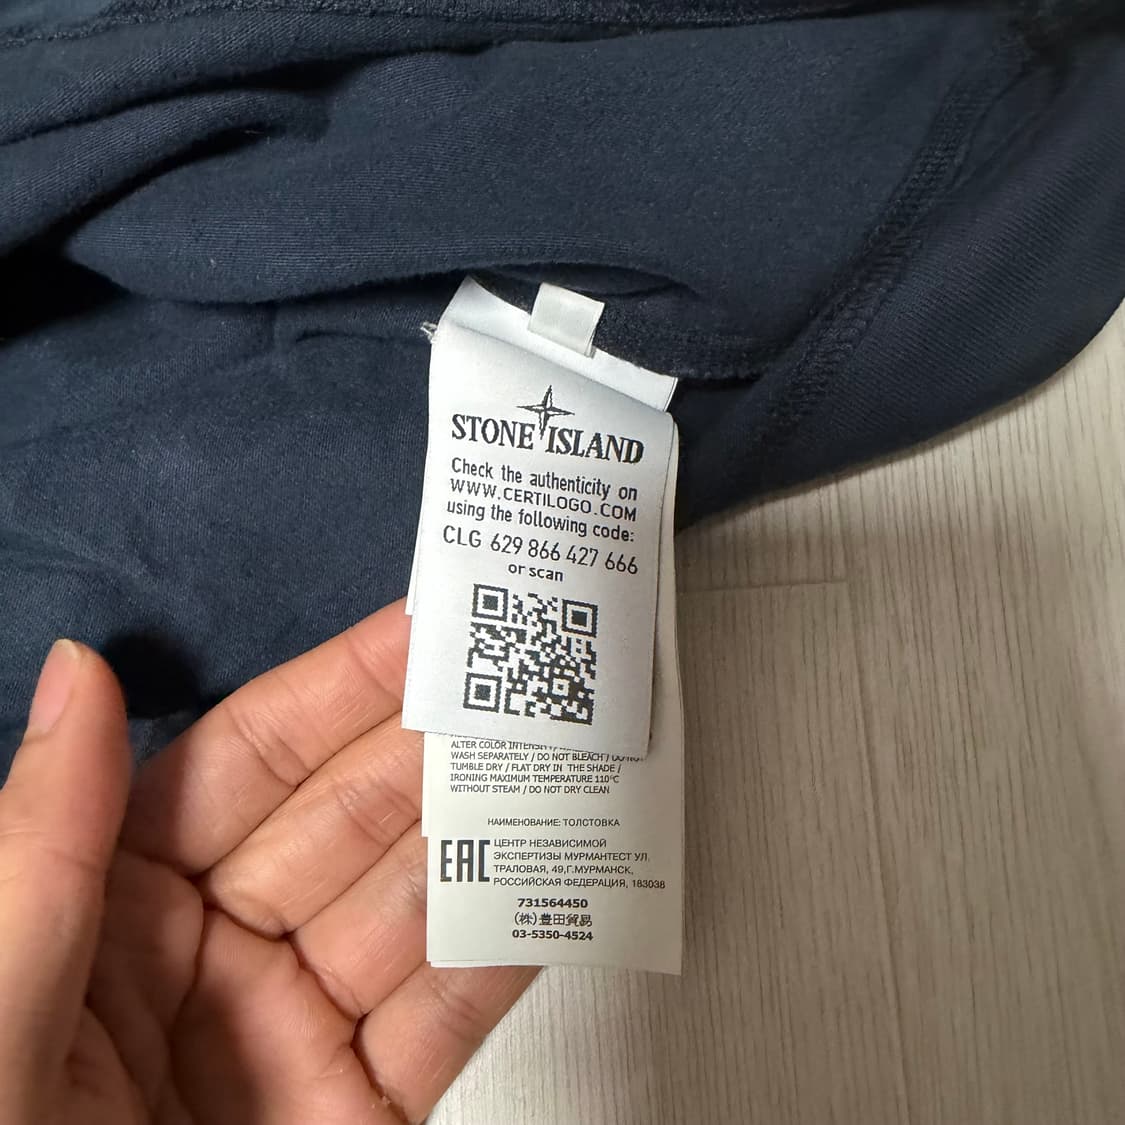 STONE ISLAND
Check the authenticity on
WWW.CERTILOGO.COM
using the following code:
CLG 629 866 427 666
or scan
ALTER COLOR INTENSITY /
WASH SEPARATELY / DO NOT BLEACH / DO NOT
TUMBLE DRY / FLAT DRY IN THE SHADE /
IRONING MAXIMUM TEMPERATURE 110°C
WITHOUT STEAM / DO NOT DRY CLEAN
НАИМЕНОВАНИЕ: ТОЛСТОВКА
EAC
ЦЕНТР НЕЗАВИСИМОЙ
ЭКСПЕРТИЗЫ МУРМАНТЕСТ УЛ.
ТРАЛОВАЯ, 49,Г.МУРМАНСК,
РОССИЙСКАЯ ФЕДЕРАЦИЯ, 183038
731564450
(株)豊田貿易
03-5350-4524